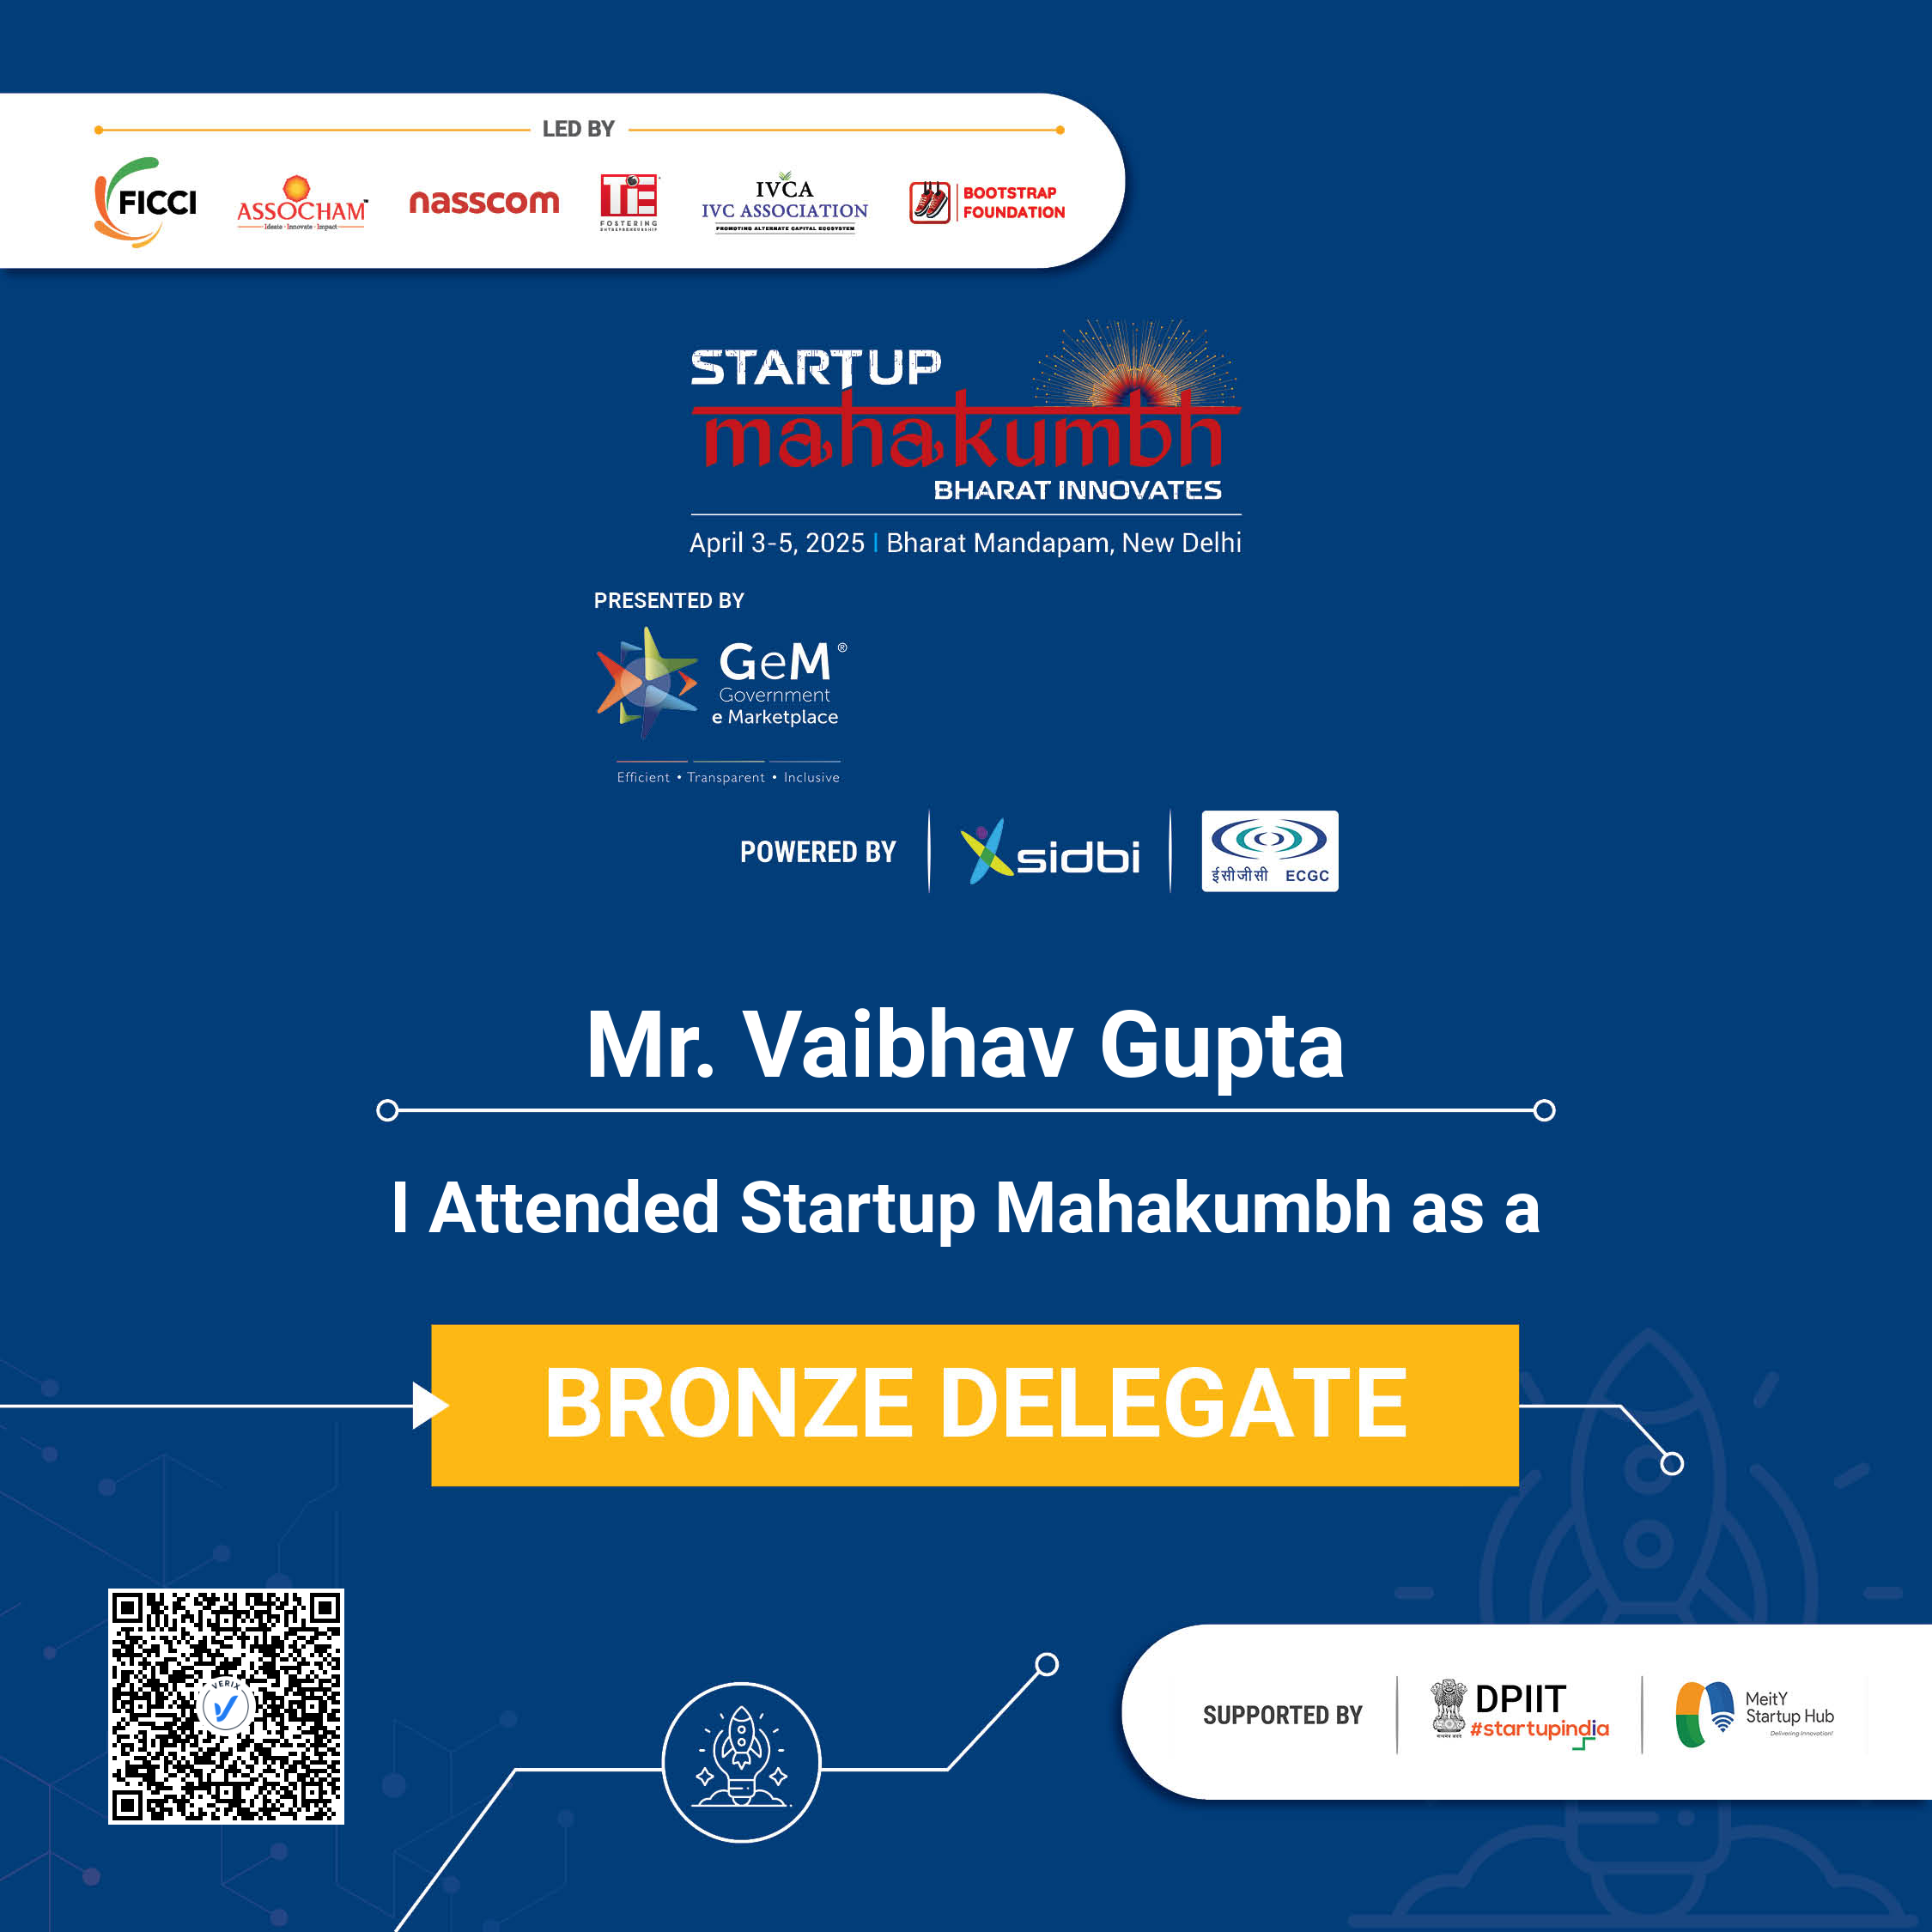 LED BY
FICCI
ASSOCHAM™
Ideate · Innovate · Impact
nasscom
TiE
FOSTERING
ENTREPRENEURSHIP
IVCA
IVC ASSOCIATION
PROMOTING ALTERNATE CAPITAL ECOSYSTEM
BOOTSTRAP
FOUNDATION
STARTUP
mahakumbh
BHARAT INNOVATES
April 3-5, 2025 | Bharat Mandapam, New Delhi
PRESENTED BY
GeM®
Government
e Marketplace
Efficient • Transparent • Inclusive
POWERED BY
sidbi
ईसीजीसी ECGC
Mr. Vaibhav Gupta
I Attended Startup Mahakumbh as a
BRONZE DELEGATE
VERIX
SUPPORTED BY
DPIIT
#startupindia
MeitY
Startup Hub
Delivering Innovation!